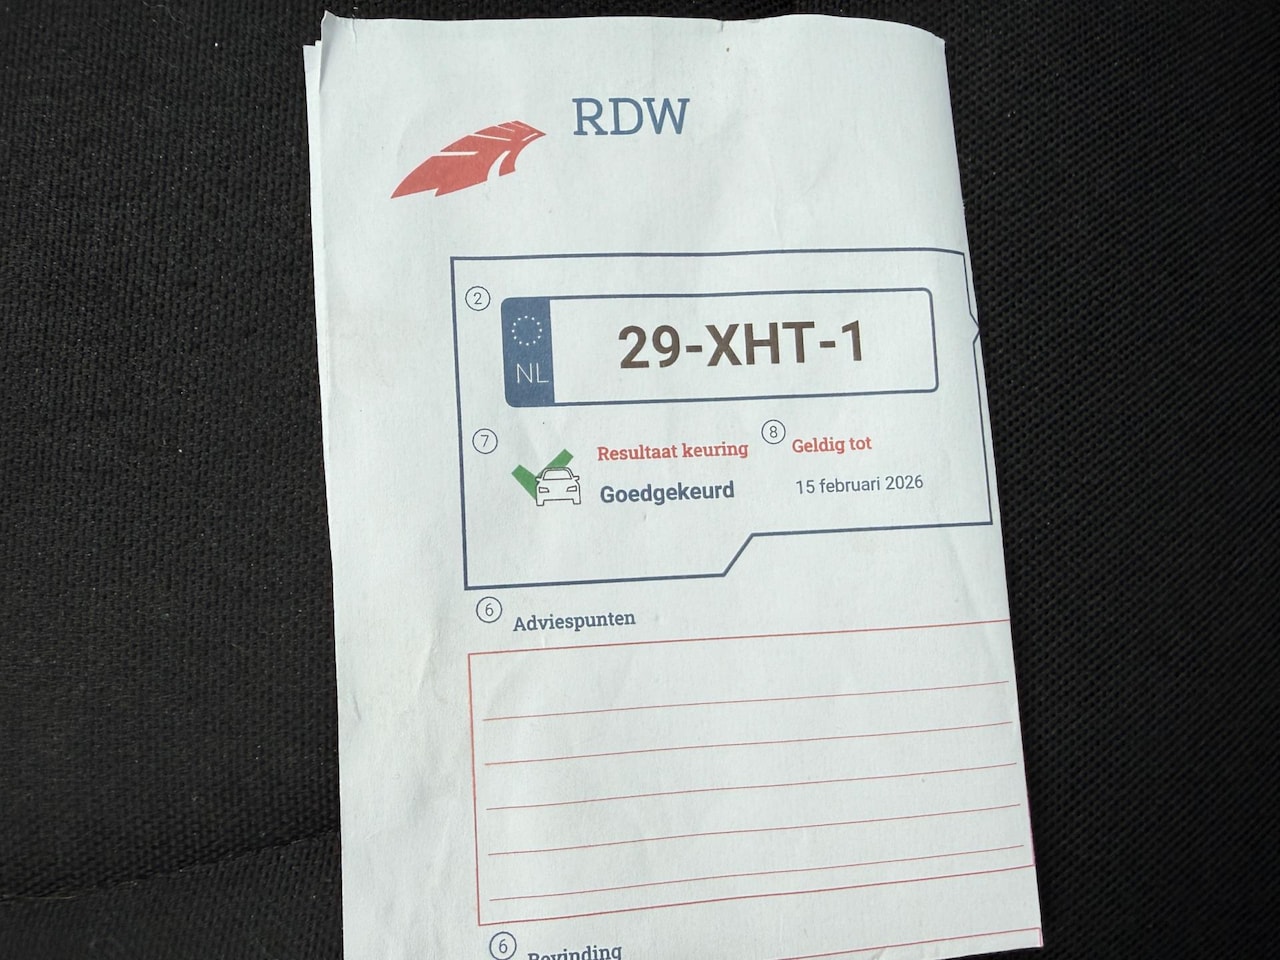 RDW
2
NL
29-XHT-1
7
Resultaat keuring
8
Geldig tot
Goedgekeurd
15 februari 2026
6
Adviespunten
6
Bevinding